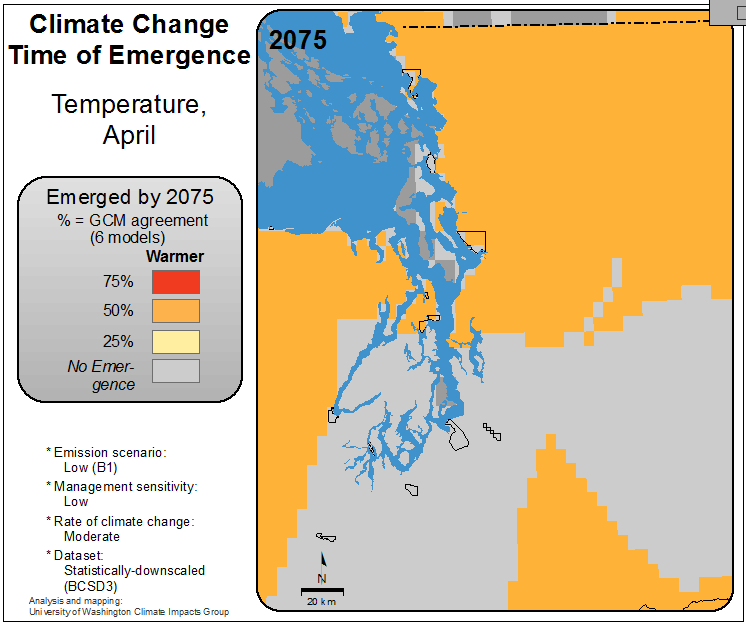 Climate Change
Time of Emergence
Temperature,
April
Emerged by 2075
% = GCM agreement
(6 models)
Warmer
75%
50%
25%
No Emer-
gence
* Emission scenario:
Low (B1)
* Management sensitivity:
Low
* Rate of climate change:
Moderate
* Dataset:
Statistically-downscaled
(BCSD3)
Analysis and mapping:
University of Washington Climate Impacts Group
2075
N
20 km